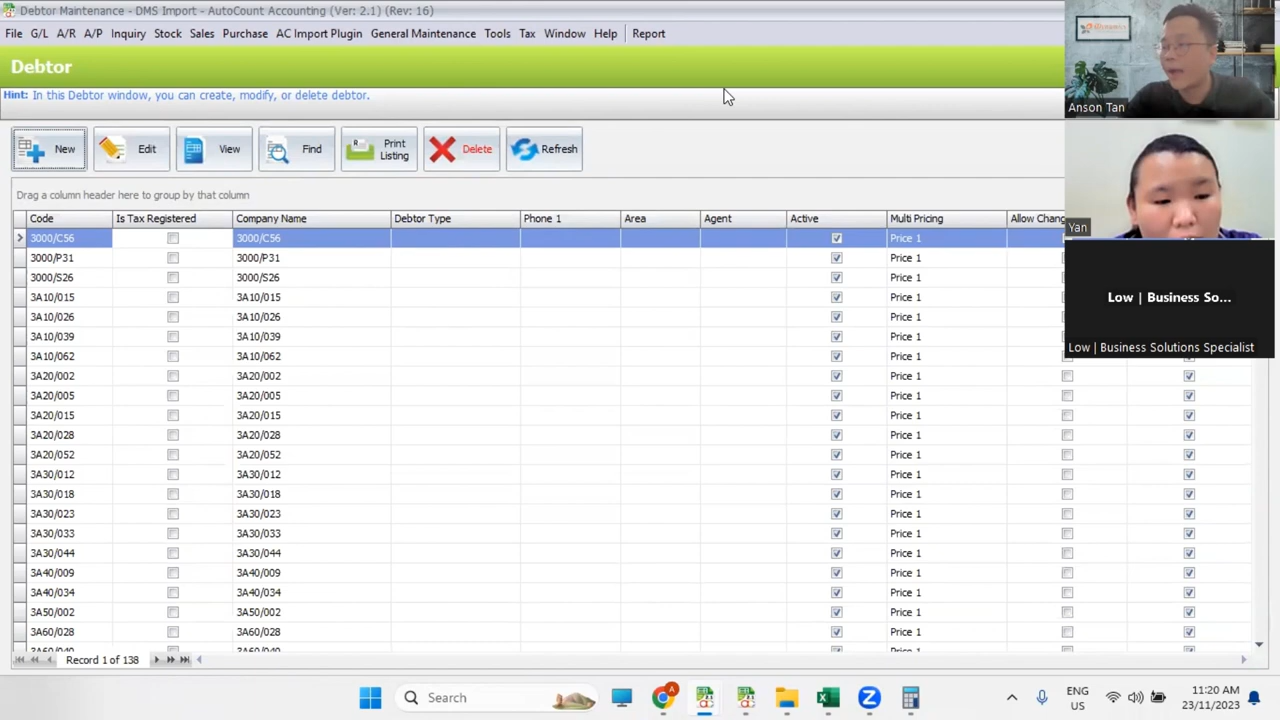 Debtor Maintenance - DMS Import - AutoCount Accounting (Ver: 2.1) (Rev: 16)
File G/L A/R A/P Inquiry Stock Sales Purchase AC Import Plugin General Maintenance Tools Tax Window Help Report
Debtor
Hint: In this Debtor window, you can create, modify, or delete debtor.
Anson Tan
New Edit View Find Print Listing Delete Refresh
Drag a column header here to group by that column
Code Is Tax Registered Company Name Debtor Type Phone 1 Area Agent Active Multi Pricing Allow Chang
Yan
3000/C56 3000/C56 Price 1
3000/P31 3000/P31 Price 1
3000/S26 3000/S26 Price 1
3A10/015 3A10/015 Price 1
Low | Business So...
3A10/026 3A10/026 Price 1
3A10/039 3A10/039 Price 1
Low | Business Solutions Specialist
3A10/062 3A10/062 Price 1
3A20/002 3A20/002 Price 1
3A20/005 3A20/005 Price 1
3A20/015 3A20/015 Price 1
3A20/028 3A20/028 Price 1
3A20/052 3A20/052 Price 1
3A30/012 3A30/012 Price 1
3A30/018 3A30/018 Price 1
3A30/023 3A30/023 Price 1
3A30/033 3A30/033 Price 1
3A30/044 3A30/044 Price 1
3A40/009 3A40/009 Price 1
3A40/034 3A40/034 Price 1
3A50/002 3A50/002 Price 1
3A60/028 3A60/028 Price 1
Record 1 of 138
Search
ENG
US
11:20 AM
23/11/2023